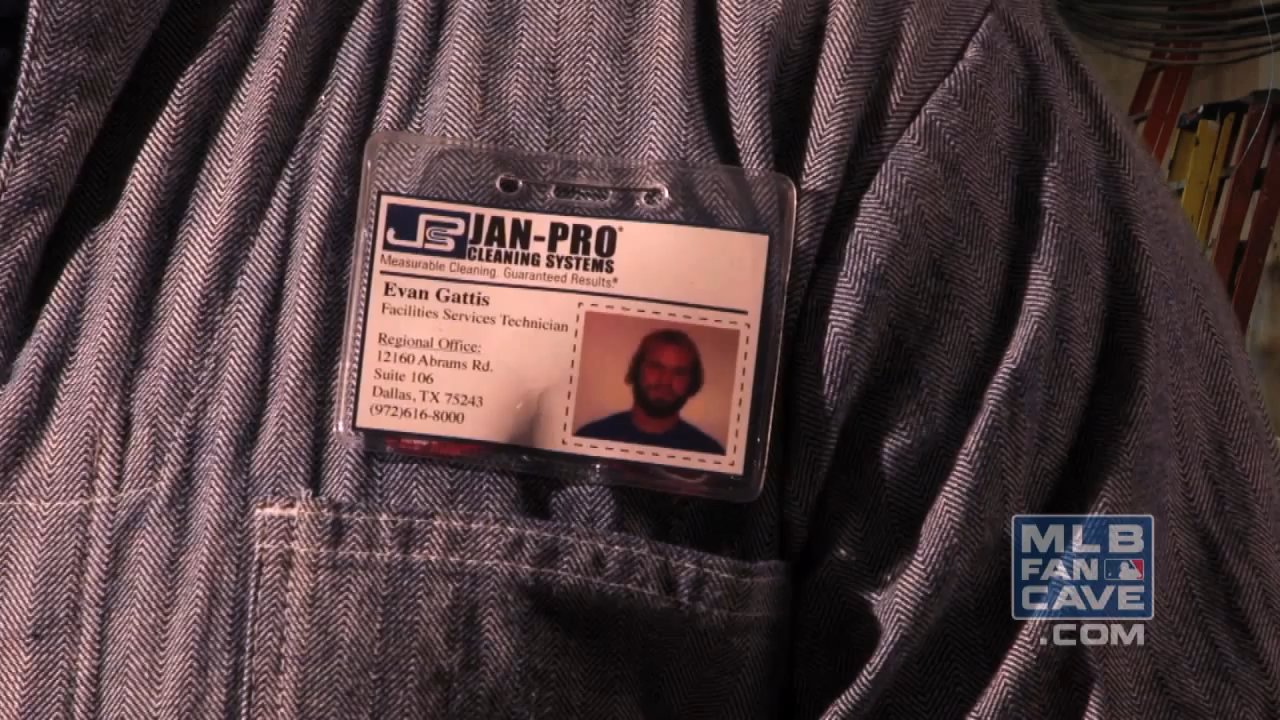 JPS JAN-PRO®
CLEANING SYSTEMS
Measurable Cleaning. Guaranteed Results.®
Evan Gattis
Facilities Services Technician
Regional Office:
12160 Abrams Rd.
Suite 106
Dallas, TX 75243
(972)616-8000
MLB
FAN
CAVE
.COM